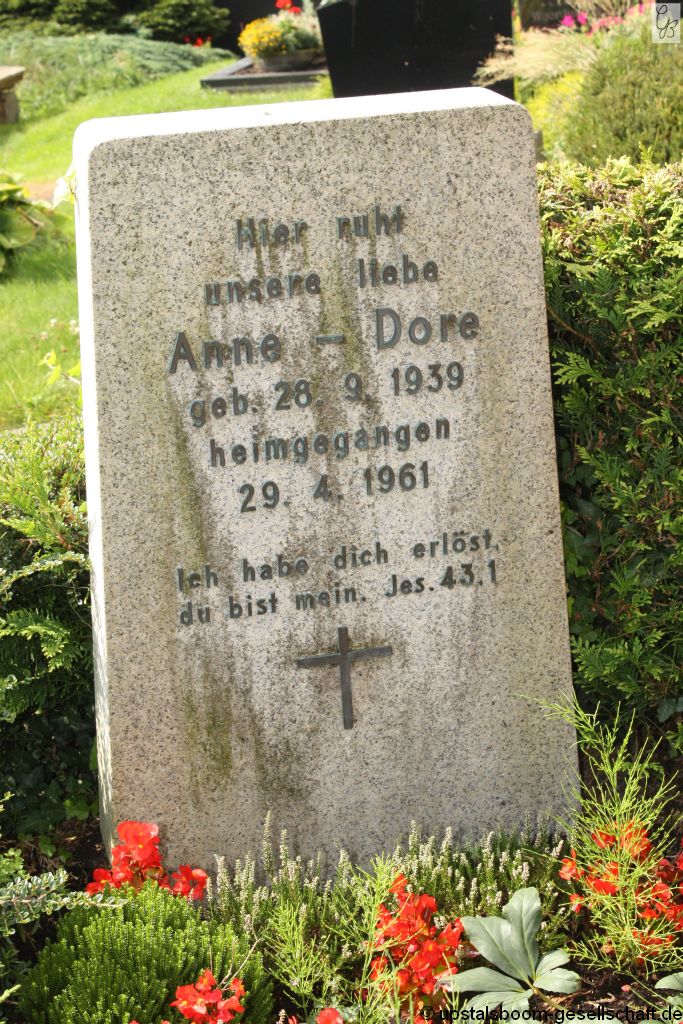 Hier ruht
unsere liebe
Anne – Dore
geb. 28. 9. 1939
heimgegangen
29. 4. 1961
Ich habe dich erlöst,
du bist mein. Jes. 43. 1
© upstalsboom-gesellschaft.de